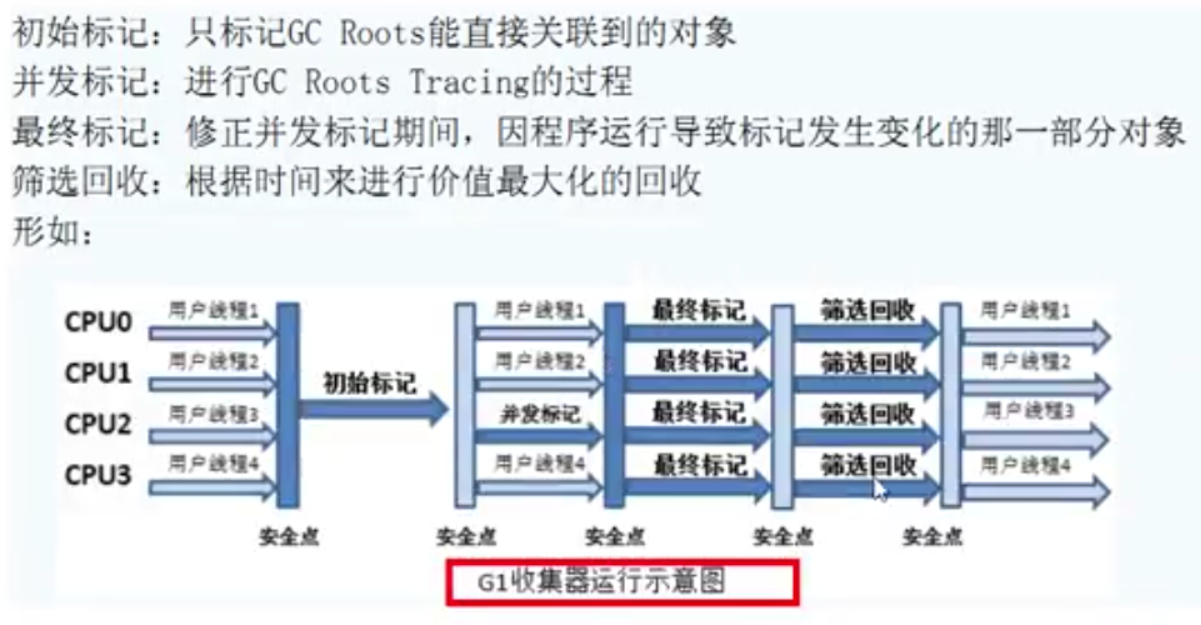 初始标记：只标记GC Roots能直接关联到的对象
并发标记：进行GC Roots Tracing的过程
最终标记：修正并发标记期间，因程序运行导致标记发生变化的那一部分对象
筛选回收：根据时间来进行价值最大化的回收
形如：
CPU0 用户线程1 用户线程1 最终标记 筛选回收 用户线程1
CPU1 用户线程2 初始标记 用户线程2 最终标记 筛选回收 用户线程2
CPU2 用户线程3 并发标记 最终标记 筛选回收 用户线程3
CPU3 用户线程4 用户线程4 最终标记 筛选回收 用户线程4
安全点 安全点 安全点 安全点 安全点
G1收集器运行示意图